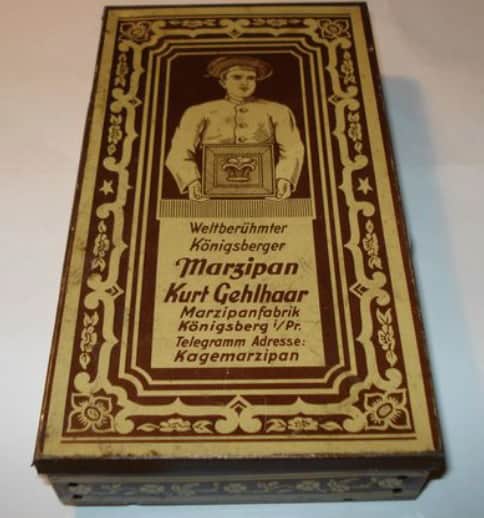 Weltberühmter
Königsberger
Marzipan
Kurt Gehlhaar
Marzipanfabrik
Königsberg i/Pr.
Telegramm Adresse:
Kagemarzipan